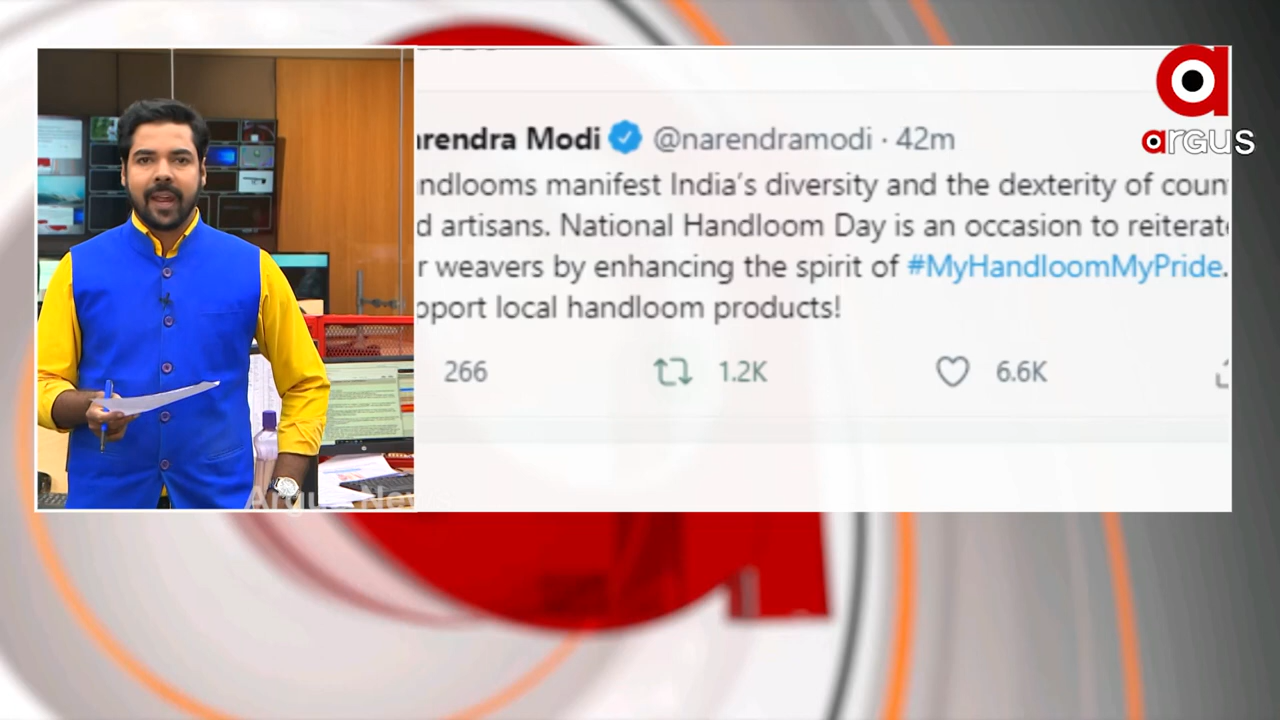 arendra Modi @narendramodi · 42m
ndlooms manifest India's diversity and the dexterity of coun
d artisans. National Handloom Day is an occasion to reiterate
r weavers by enhancing the spirit of #MyHandloomMyPride.
pport local handloom products!
266 1.2K 6.6K
argus
Argus News